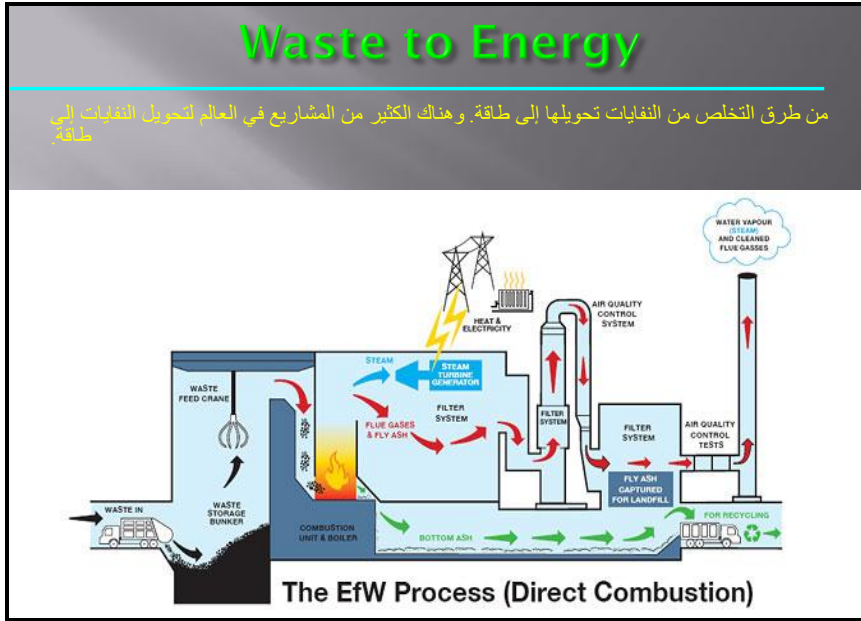 Waste to Energy
من طرق التخلص من النفايات تحويلها إلى طاقة. وهناك الكثير من المشاريع في العالم لتحويل النفايات إلى
طاقة.
WATER VAPOUR
(STEAM)
AND CLEANED
FLUE GASSES
HEAT &
ELECTRICITY
AIR QUALITY
CONTROL
SYSTEM
STEAM
STEAM
TURBINE
GENERATOR
WASTE
FEED CRANE
FLUE GASES
& FLY ASH
FILTER
SYSTEM
FILTER
SYSTEM
FILTER
SYSTEM
AIR QUALITY
CONTROL
TESTS
FLY ASH
CAPTURED
FOR LANDFILL
WASTE IN
WASTE
STORAGE
BUNKER
COMBUSTION
UNIT & BOILER
BOTTOM ASH
FOR RECYCLING
The EfW Process (Direct Combustion)